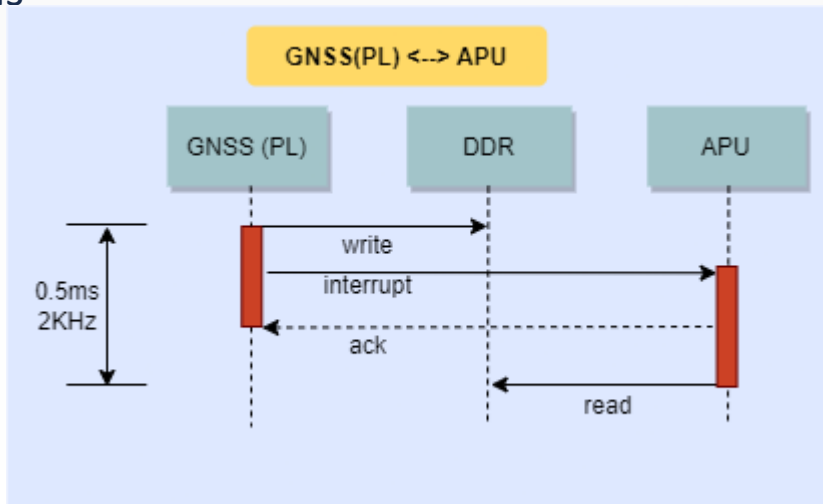 GNSS(PL) <--> APU
GNSS (PL)
DDR
APU
write
interrupt
0.5ms
2KHz
ack
read